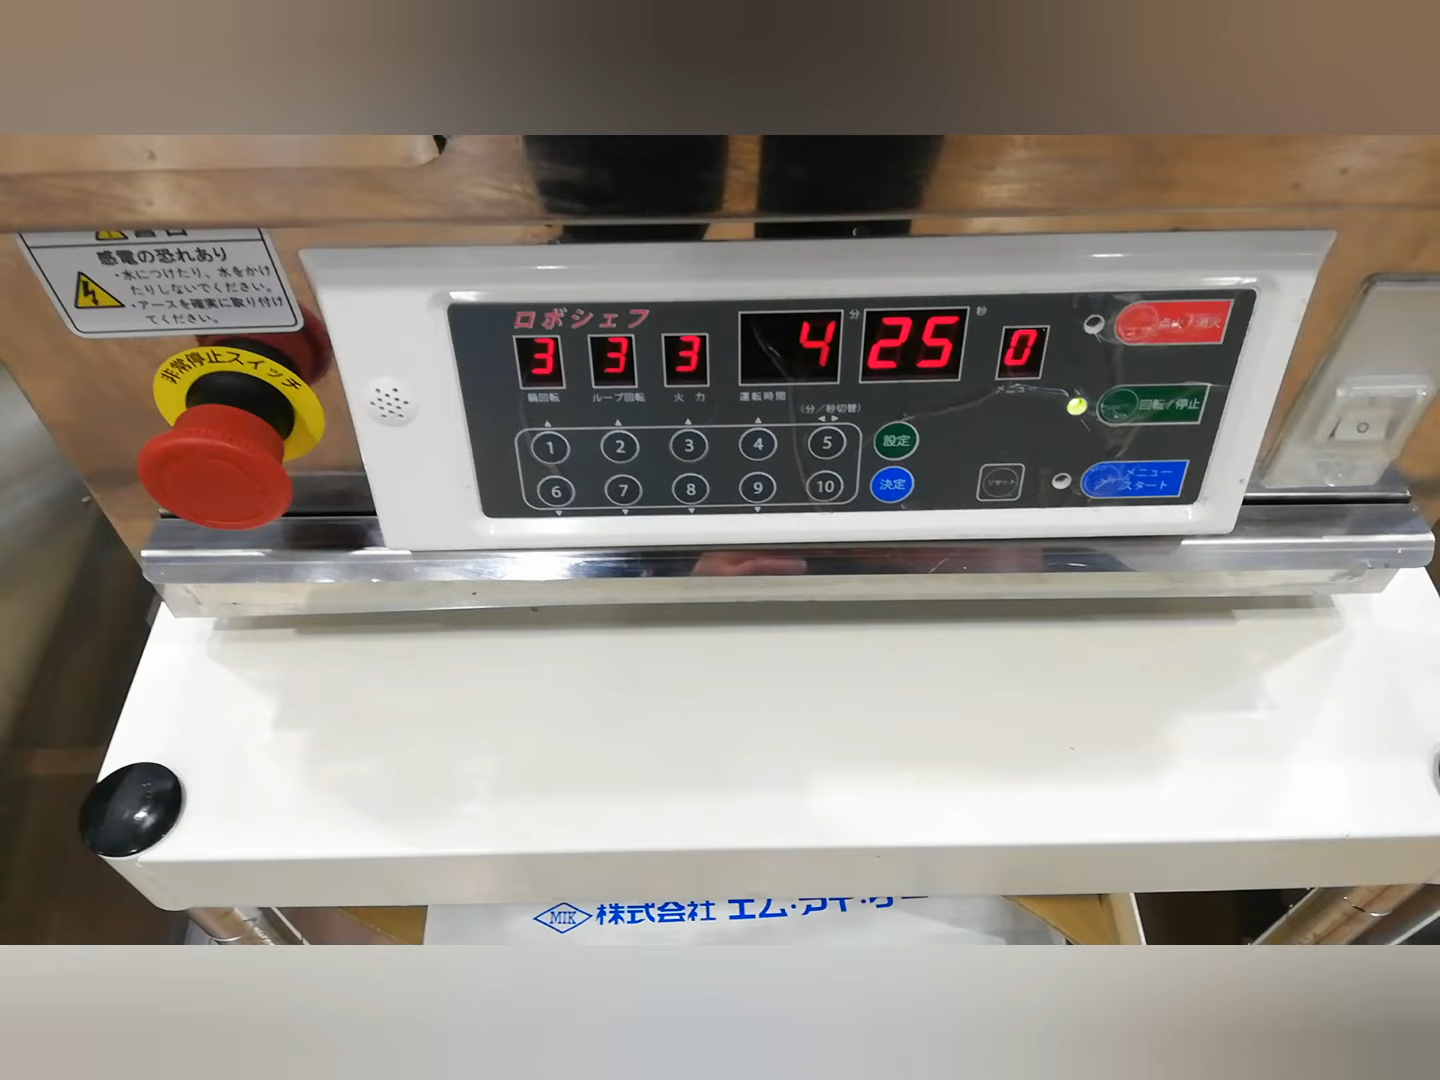 感電の恐れあり
・水につけたり、水をかけ
たりしないでください。
・アースを確実に取り付け
てください。
非常停止スイッチ
ロボシェフ
3 3 3 4 分 25 秒 0
鍋回転 ループ回転 火力 運転時間 メニュー
(分/秒切替)
1 2 3 4 5 設定
6 7 8 9 10 決定
リセット
点火/消火
回転/停止
メニュー
スタート
MIK 株式会社 エム・アイ・ケー